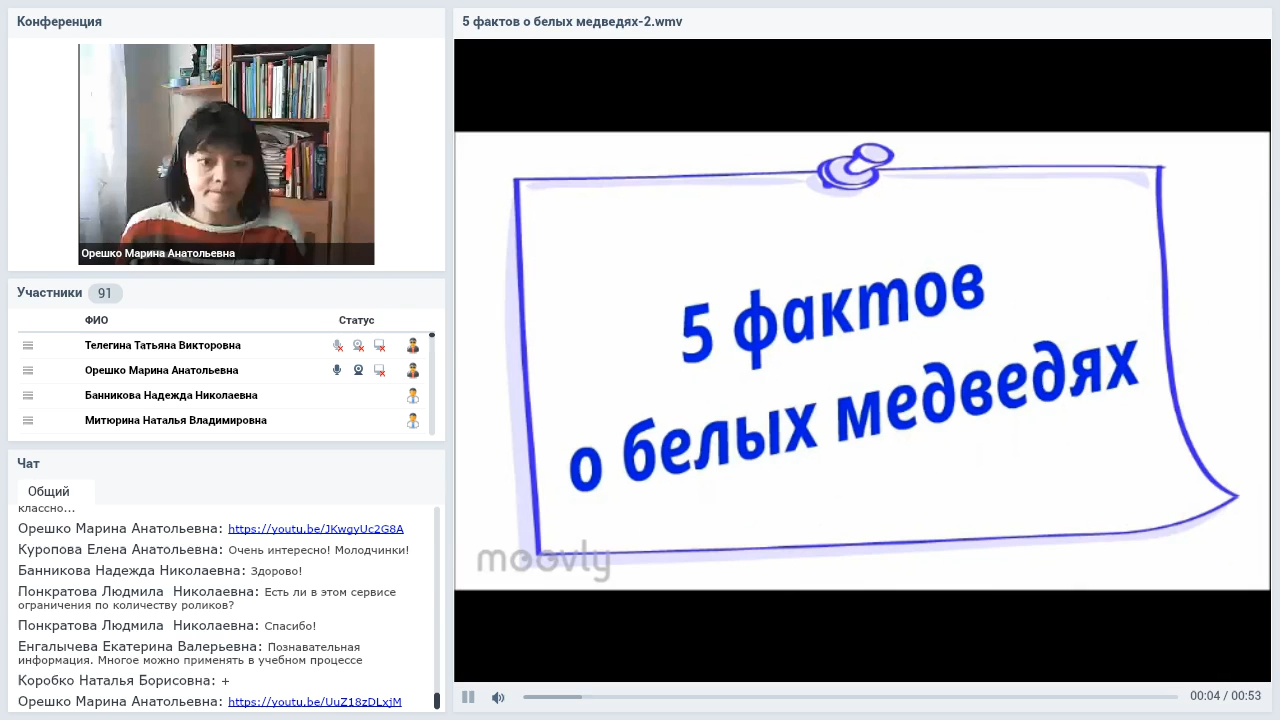 Конференция
Орешко Марина Анатольевна
Участники 91
ФИО Статус
Телегина Татьяна Викторовна
Орешко Марина Анатольевна
Банникова Надежда Николаевна
Митюрина Наталья Владимировна
Чат
Общий
классно...
Орешко Марина Анатольевна: https://youtu.be/JKwgyUc2G8A
Куропова Елена Анатольевна: Очень интересно! Молодчинки!
Банникова Надежда Николаевна: Здорово!
Понкратова Людмила Николаевна: Есть ли в этом сервисе
ограничения по количеству роликов?
Понкратова Людмила Николаевна: Спасибо!
Енгалычева Екатерина Валерьевна: Познавательная
информация. Многое можно применять в учебном процессе
Коробко Наталья Борисовна: +
Орешко Марина Анатольевна: https://youtu.be/UuZ18zDLxjM
5 фактов о белых медведях-2.wmv
5 фактов
о белых медведях
moovly
00:04 / 00:53